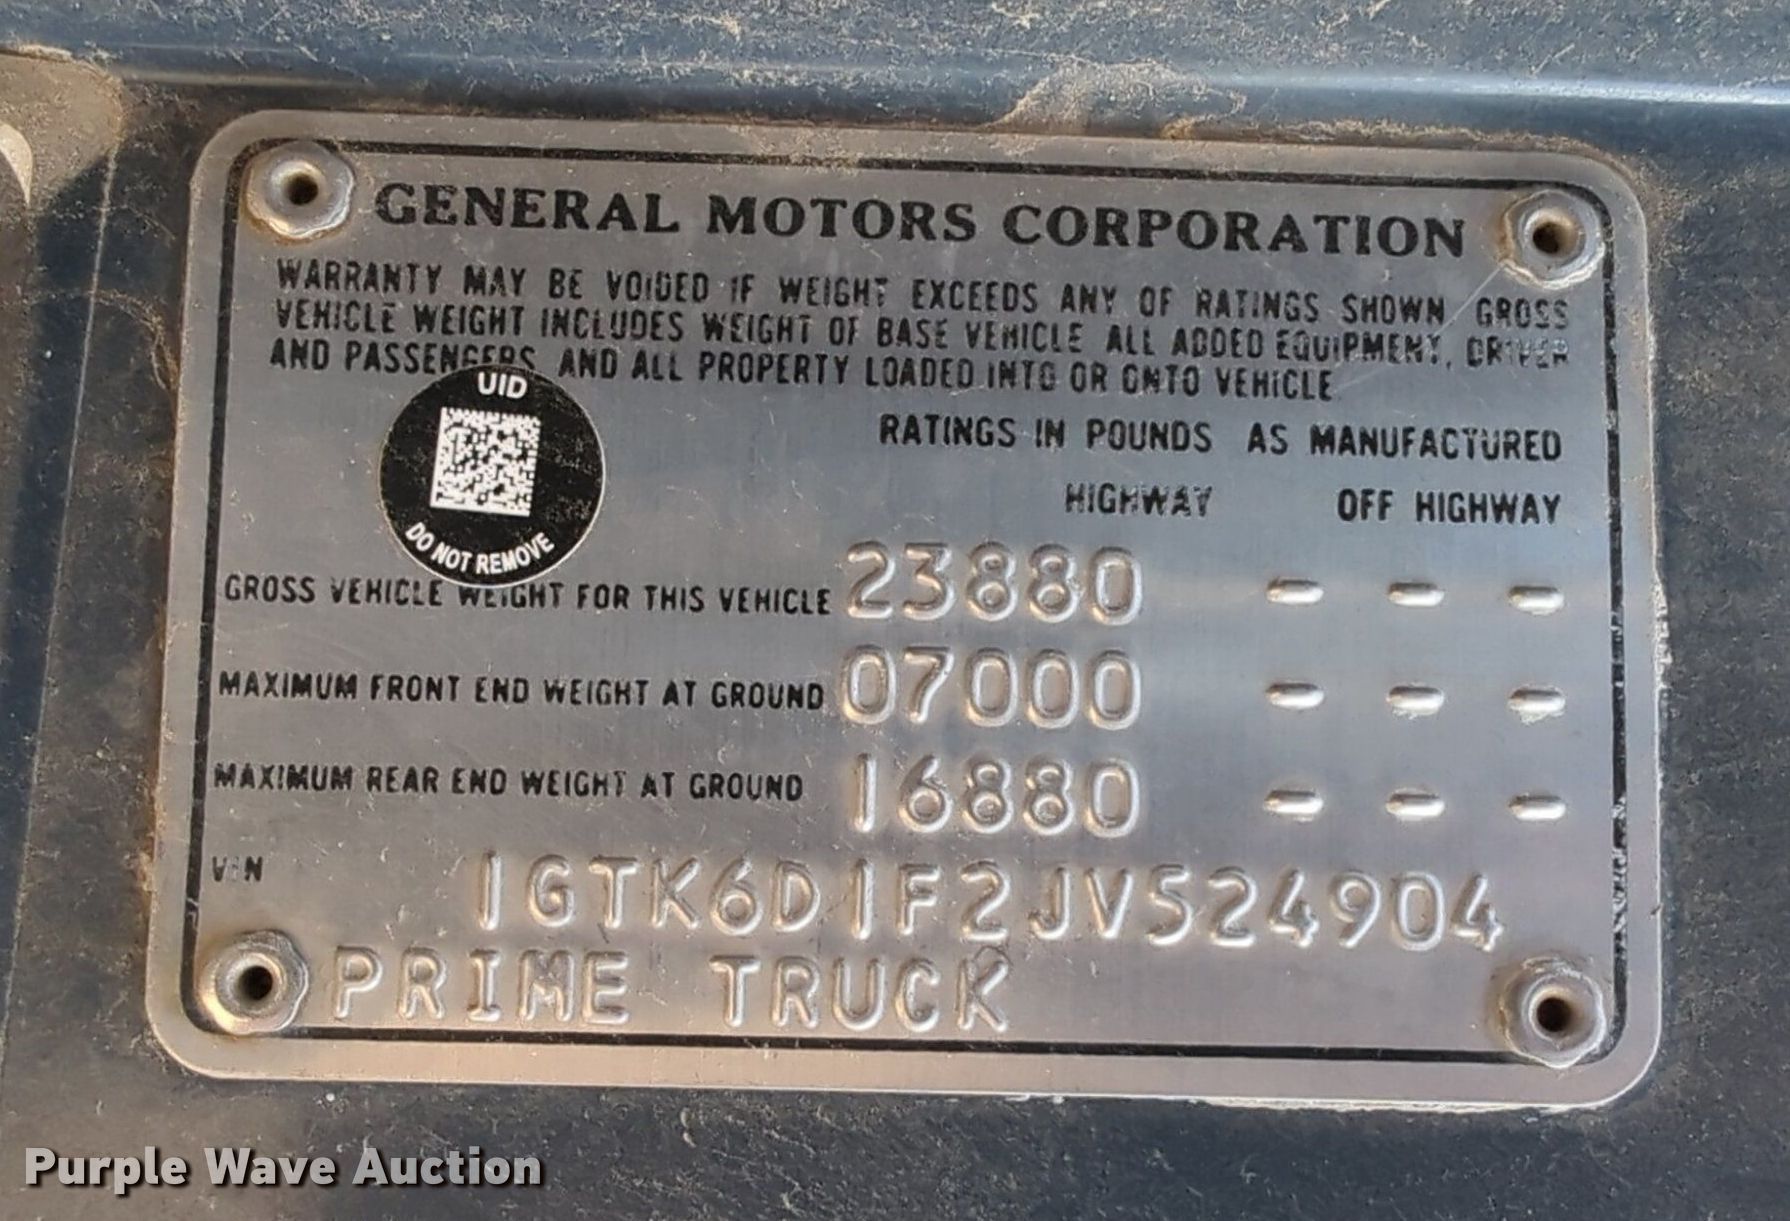 GENERAL MOTORS CORPORATION
WARRANTY MAY BE VOIDED IF WEIGHT EXCEEDS ANY OF RATINGS SHOWN GROSS
VEHICLE WEIGHT INCLUDES WEIGHT OF BASE VEHICLE ALL ADDED EQUIPMENT, DRIVER
AND PASSENGERS AND ALL PROPERTY LOADED INTO OR ONTO VEHICLE
UID
DO NOT REMOVE
RATINGS IN POUNDS AS MANUFACTURED
HIGHWAY OFF HIGHWAY
GROSS VEHICLE WEIGHT FOR THIS VEHICLE 23880 - - -
MAXIMUM FRONT END WEIGHT AT GROUND 07000 - - -
MAXIMUM REAR END WEIGHT AT GROUND 16880 - - -
VIN 1GTK6D1F2JV524904
PRIME TRUCK
Purple Wave Auction